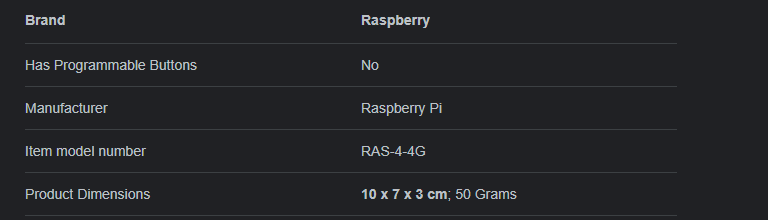 Brand Raspberry
Has Programmable Buttons No
Manufacturer Raspberry Pi
Item model number RAS-4-4G
Product Dimensions 10 x 7 x 3 cm; 50 Grams